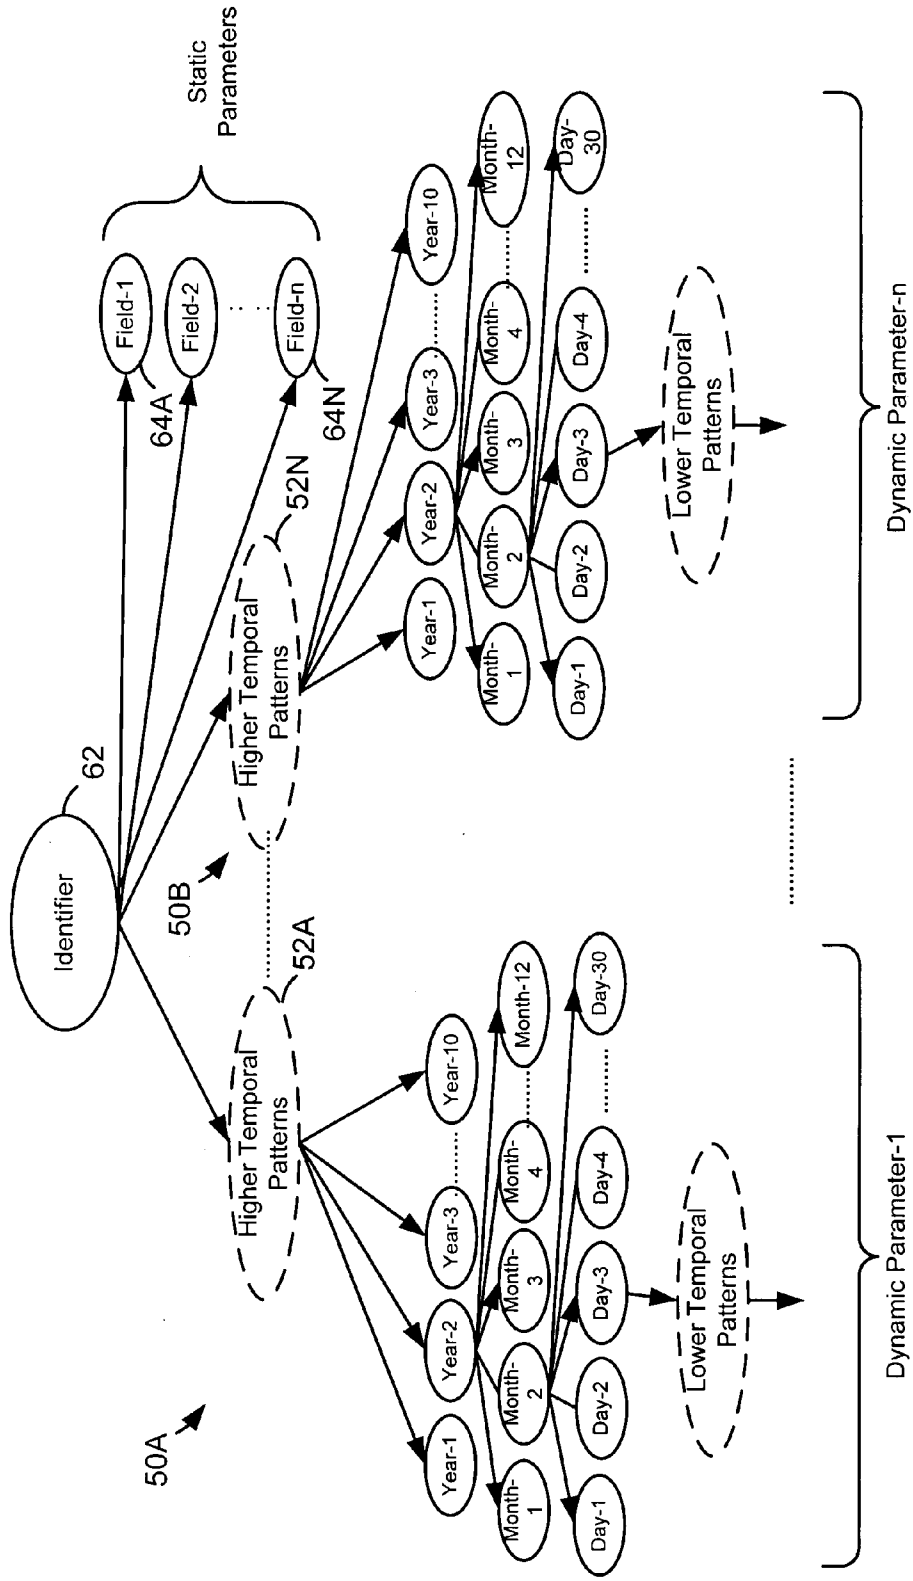 Identifier
62
Field-1
64A
Field-2
Field-n
64N
Static
Parameters
50A
50B
Higher Temporal
Patterns
52A
Higher Temporal
Patterns
52N
Year-1
Year-2
Year-3
Year-10
Month-
1
Month-
2
Month-
3
Month-
4
Month-12
Day-1
Day-2
Day-3
Day-4
Day-30
Lower Temporal
Patterns
Dynamic Parameter-1
Year-1
Year-2
Year-3
Year-10
Month-
1
Month-
2
Month-
3
Month-
4
Month-
12
Day-1
Day-2
Day-3
Day-4
Day-
30
Lower Temporal
Patterns
Dynamic Parameter-n